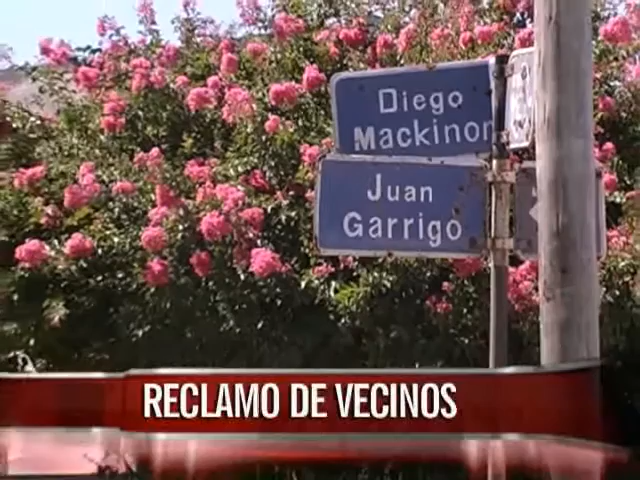 Diego
Mackinon
Juan
Garrigo
RECLAMO DE VECINOS